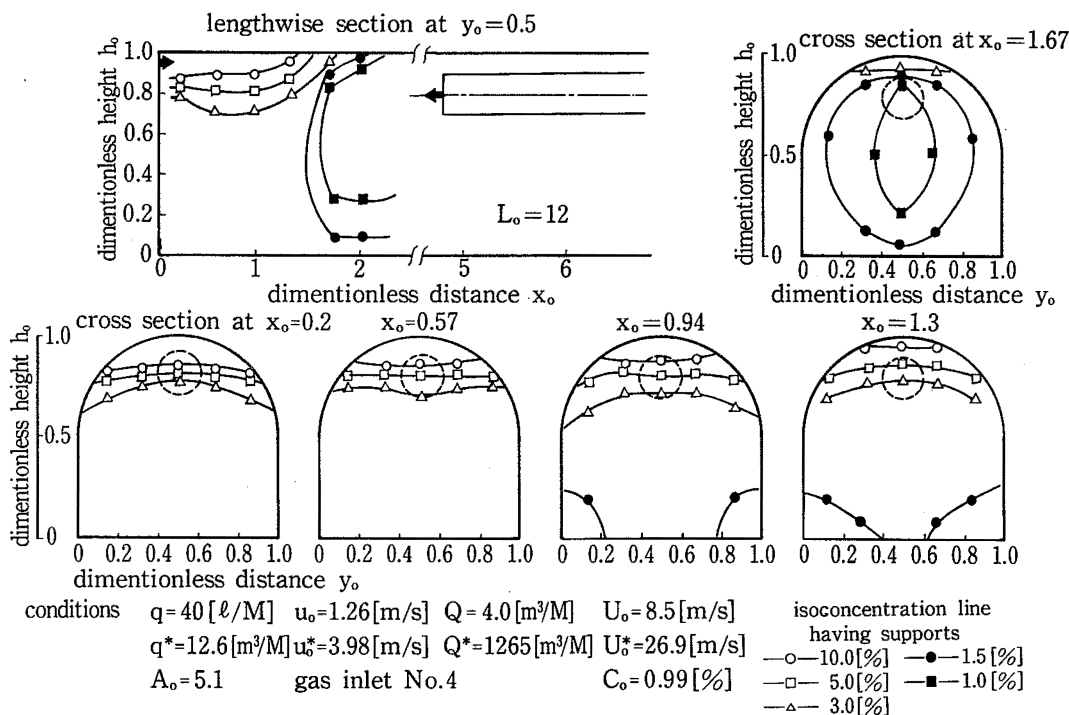 lengthwise section at y₀=0.5
dimentionless height h₀
1.0
0.8
0.6
0.4
0.2
0
L₀=12
0 1 2 5 6
dimentionless distance x₀
cross section at x₀=1.67
dimentionless height h₀
1.0
0.5
0
0 0.2 0.4 0.6 0.8 1.0
dimentionless distance y₀
cross section at x₀=0.2
x₀=0.57
x₀=0.94
x₀=1.3
dimentionless height h₀
1.0
0.5
0
0 0.2 0.4 0.6 0.8 1.0
0 0.2 0.4 0.6 0.8 1.0
0 0.2 0.4 0.6 0.8 1.0
0 0.2 0.4 0.6 0.8 1.0
dimentionless distance y₀
conditions q=40[ℓ/M] u₀=1.26[m/s] Q=4.0[m³/M] U₀=8.5[m/s]
q*=12.6[m³/M] u₀*=3.98[m/s] Q*=1265[m³/M] U₀*=26.9[m/s]
A₀=5.1 gas inlet No.4 C₀=0.99[%]
isoconcentration line
having supports
—○—10.0[%] —●—1.5[%]
—□—5.0[%] —■—1.0[%]
—△—3.0[%]